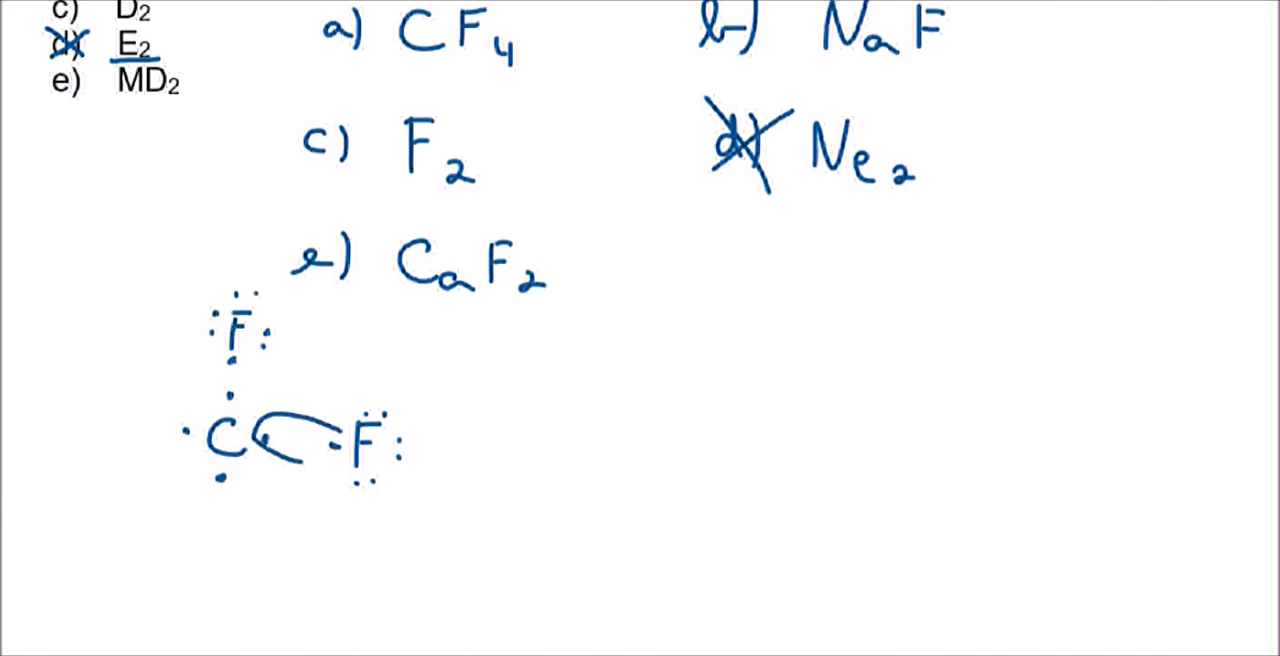 c) D2
d) E2
e) MD2
a) CF4
b) NaF
c) F2
d) Ne2
e) CaF2
F
C F